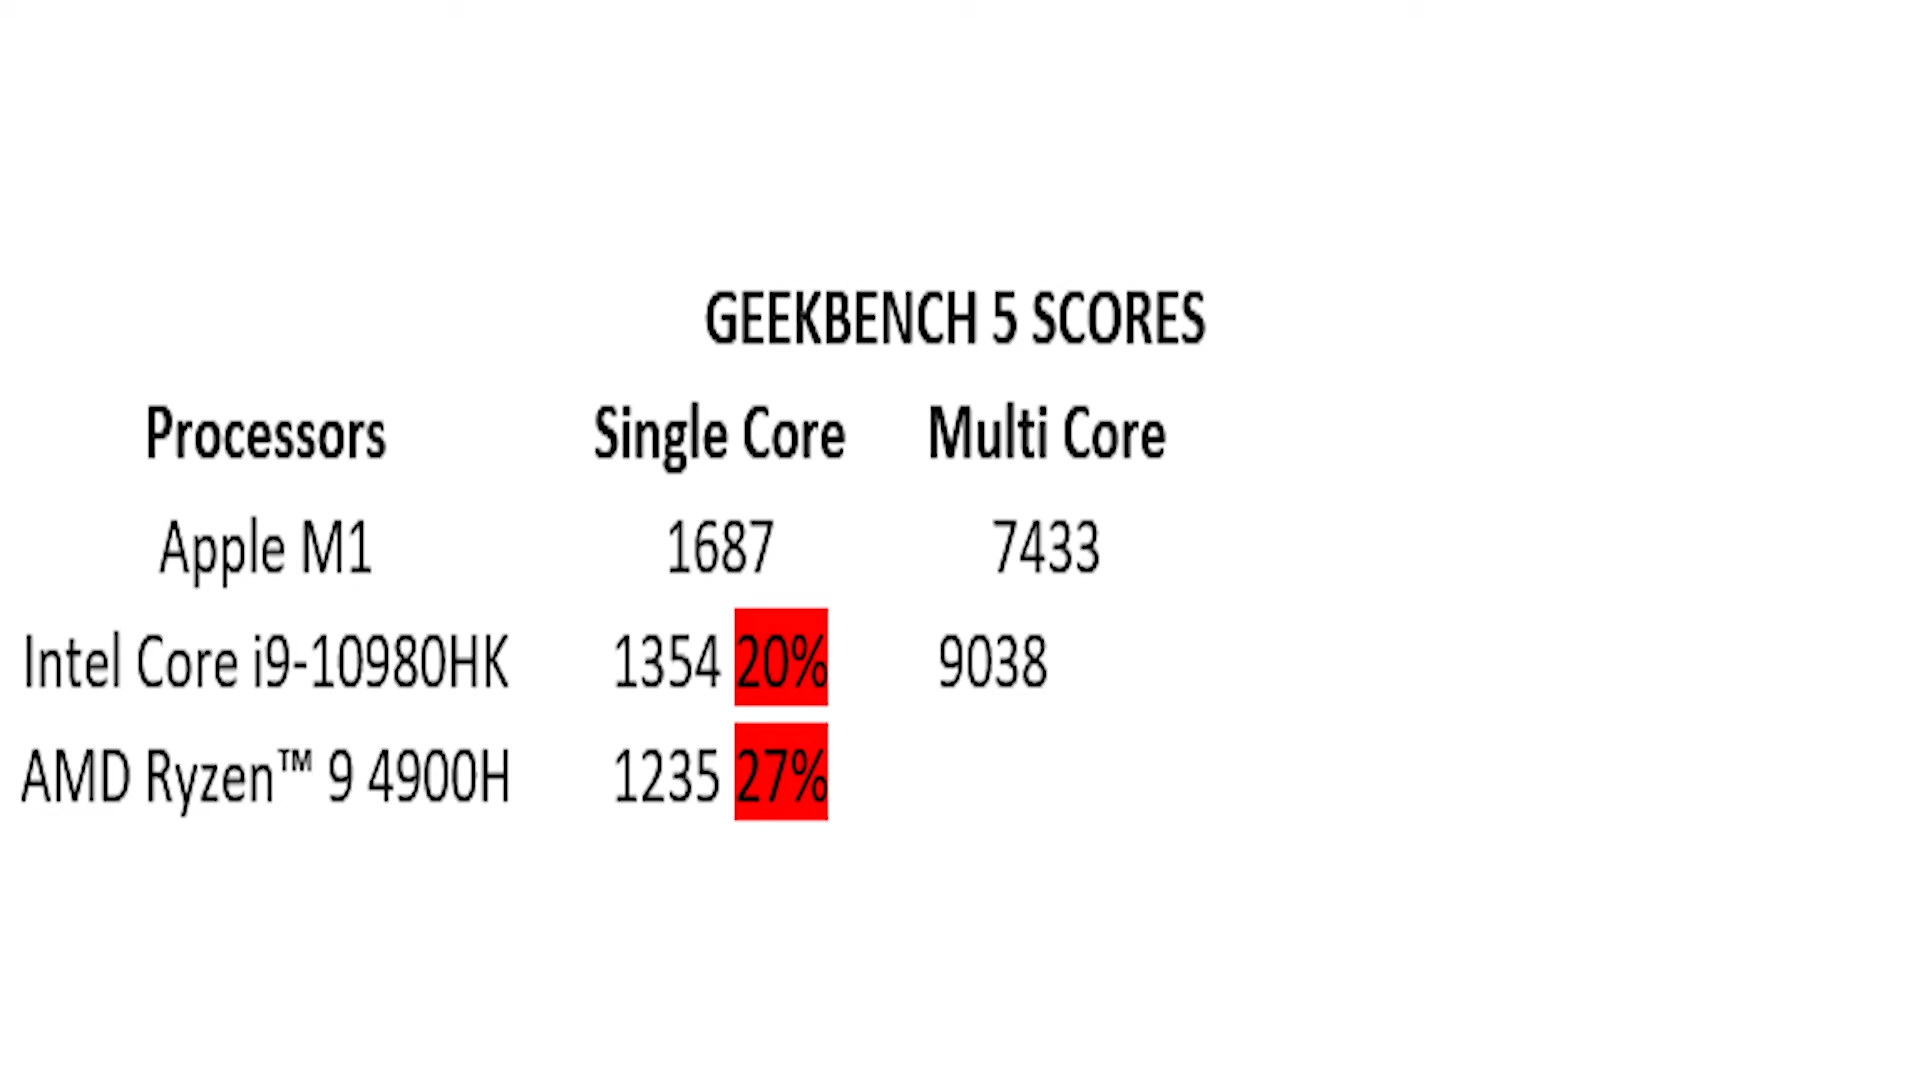 GEEKBENCH 5 SCORES
Processors Single Core Multi Core
Apple M1 1687 7433
Intel Core i9-10980HK 1354 20% 9038
AMD Ryzen™ 9 4900H 1235 27%